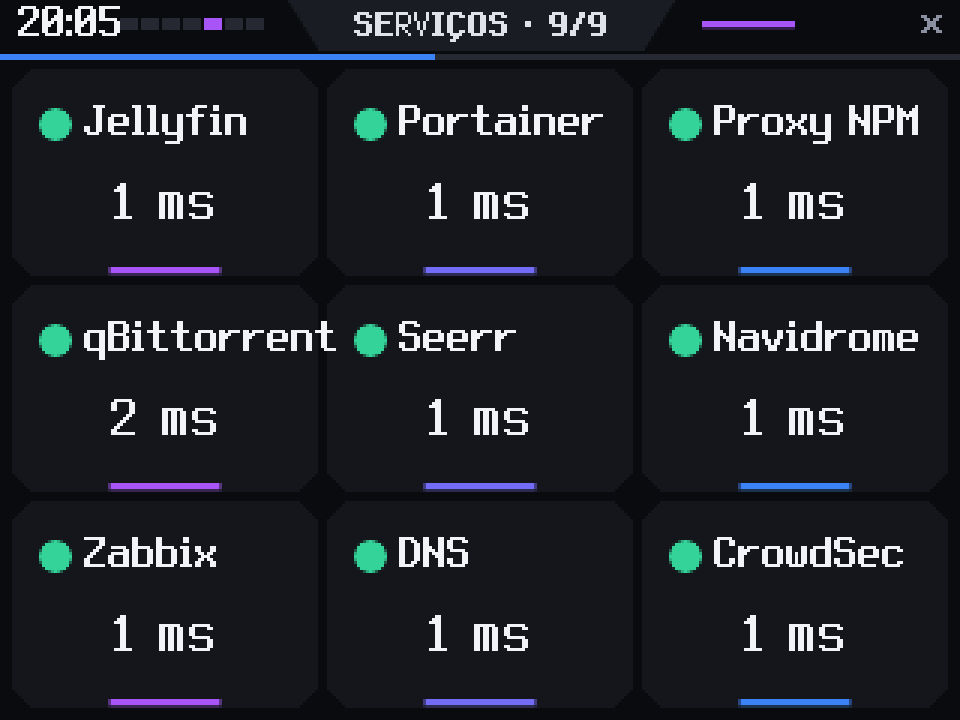 20:05 SERVIÇOS · 9/9 x
Jellyfin Portainer Proxy NPM
1 ms 1 ms 1 ms
qBittorrent Seerr Navidrome
2 ms 1 ms 1 ms
Zabbix DNS CrowdSec
1 ms 1 ms 1 ms